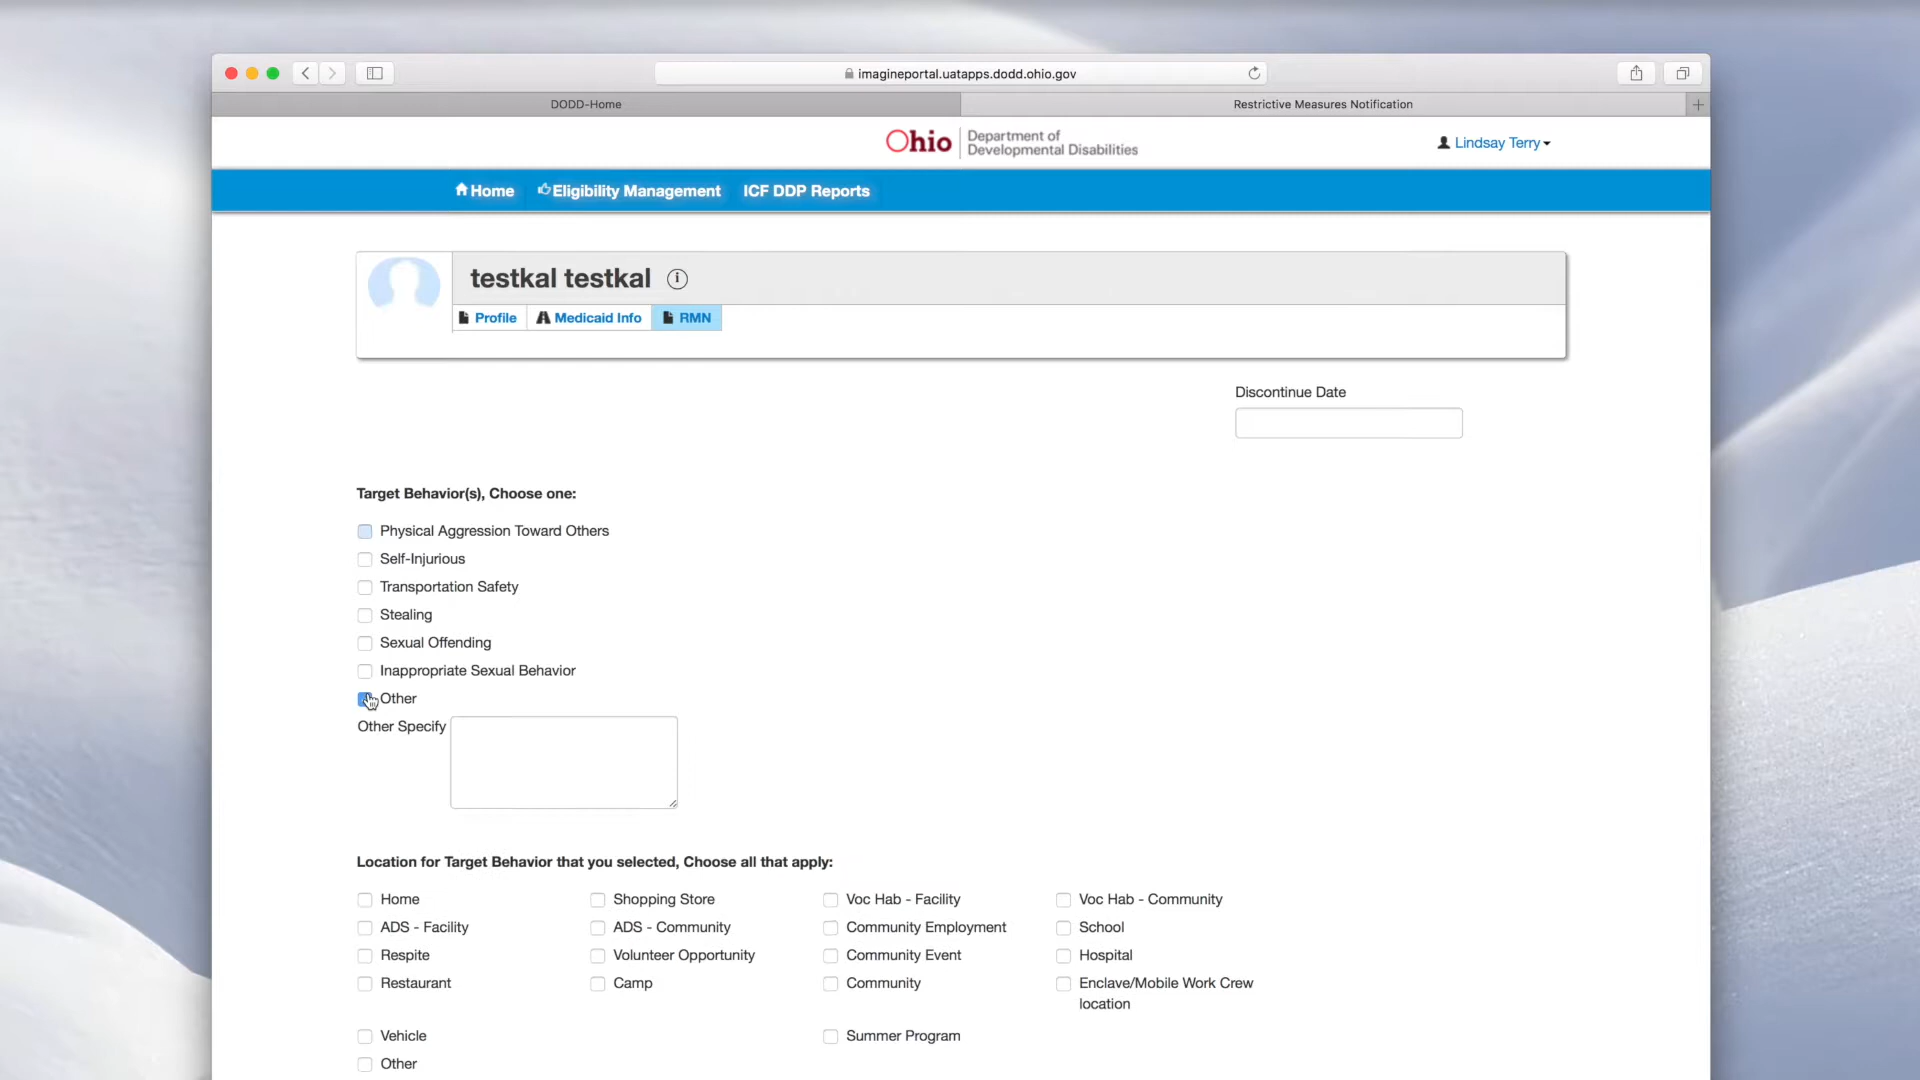 imagineportal.uatapps.dodd.ohio.gov
DODD-Home
Restrictive Measures Notification
Ohio
Department of
Developmental Disabilities
Lindsay Terry
Home Eligibility Management ICF DDP Reports
testkal testkal
Profile Medicaid Info RMN
Discontinue Date
Target Behavior(s), Choose one:
Physical Aggression Toward Others
Self-Injurious
Transportation Safety
Stealing
Sexual Offending
Inappropriate Sexual Behavior
Other
Other Specify
Location for Target Behavior that you selected, Choose all that apply:
Home Shopping Store Voc Hab - Facility Voc Hab - Community
ADS - Facility ADS - Community Community Employment School
Respite Volunteer Opportunity Community Event Hospital
Restaurant Camp Community Enclave/Mobile Work Crew
location
Vehicle Summer Program
Other